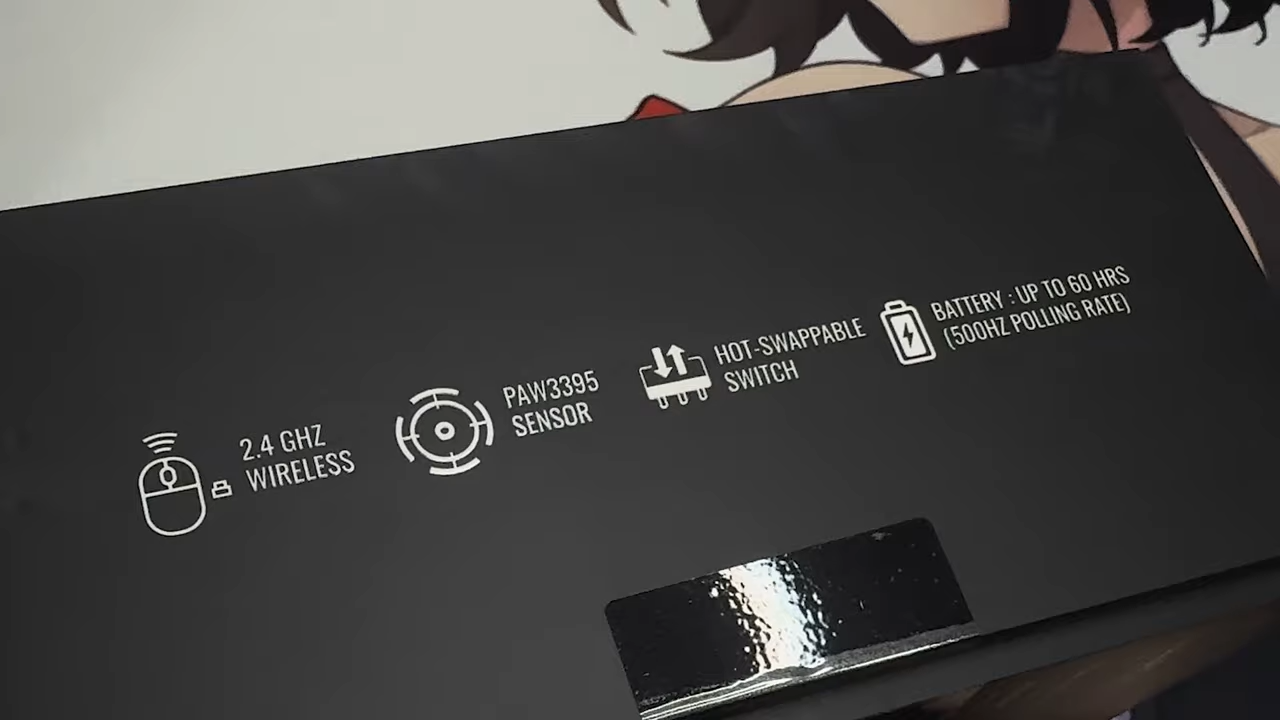 2.4 GHZ
WIRELESS
PAW3395
SENSOR
HOT-SWAPPABLE
SWITCH
BATTERY : UP TO 60 HRS
(500HZ POLLING RATE)